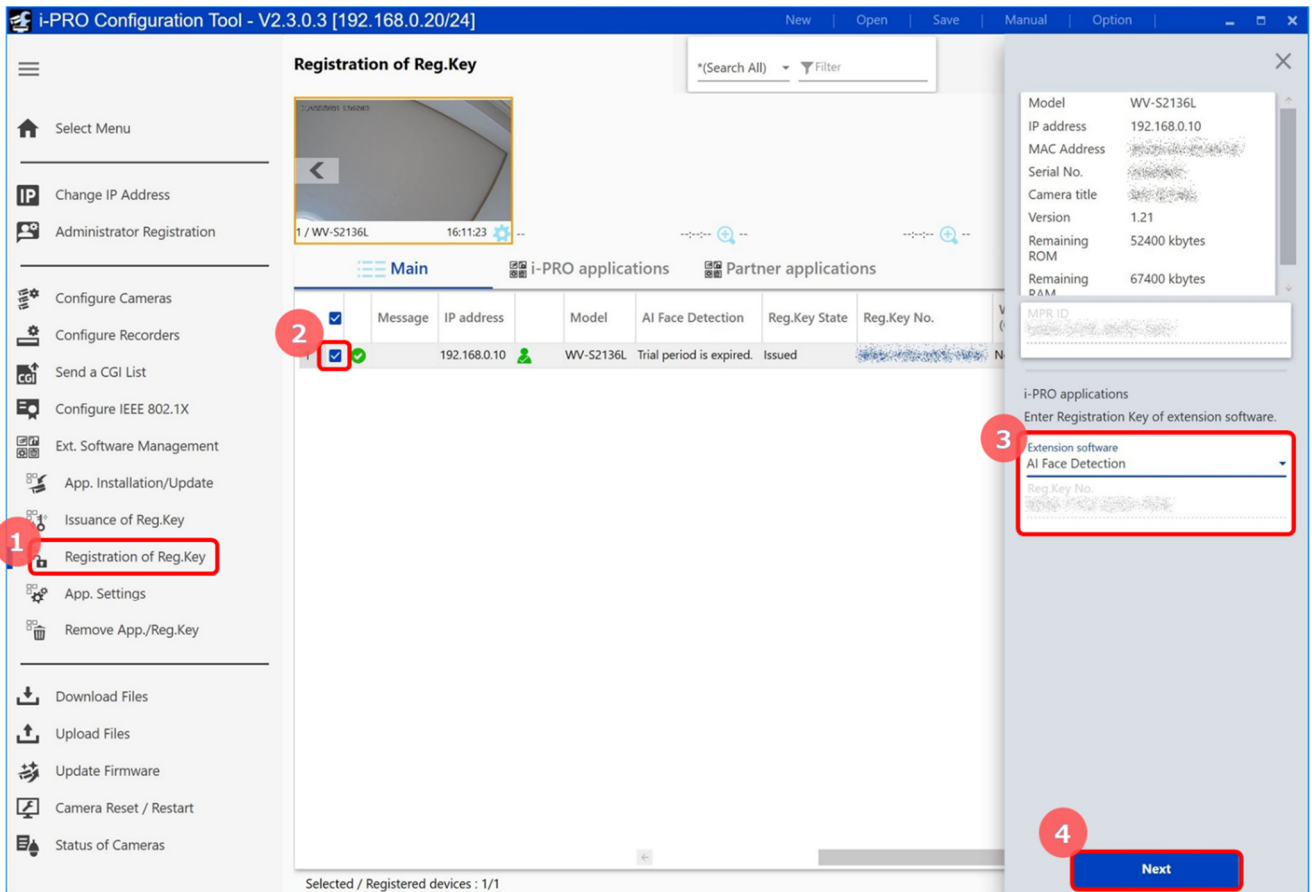 i-PRO Configuration Tool - V2.3.0.3 [192.168.0.20/24]
New | Open | Save | Manual | Option |
Registration of Reg.Key
*(Search All)
Filter
Select Menu
IP
Change IP Address
Administrator Registration
Configure Cameras
Configure Recorders
CGI
Send a CGI List
Configure IEEE 802.1X
Ext. Software Management
App. Installation/Update
Issuance of Reg.Key
1
Registration of Reg.Key
App. Settings
Remove App./Reg.Key
Download Files
Upload Files
Update Firmware
Camera Reset / Restart
Status of Cameras
1 / WV-S2136L 16:11:23 --
--:--:-- --
--:--:-- --
Main
i-PRO applications
Partner applications
Message IP address Model AI Face Detection Reg.Key State Reg.Key No.
2
192.168.0.10 WV-S2136L Trial period is expired. Issued
Selected / Registered devices : 1/1
Model WV-S2136L
IP address 192.168.0.10
MAC Address
Serial No.
Camera title
Version 1.21
Remaining ROM 52400 kbytes
Remaining RAM 67400 kbytes
MPR ID
i-PRO applications
Enter Registration Key of extension software.
3
Extension software
AI Face Detection
Reg.Key No.
4
Next